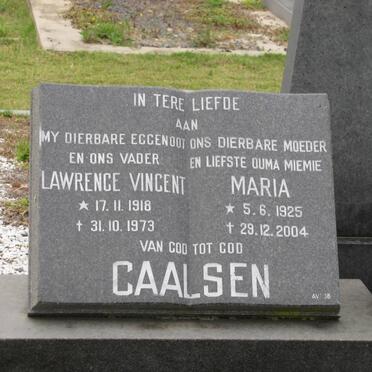 IN TERE LIEFDE
AAN
MY DIERBARE EGGENOOT
EN ONS VADER
LAWRENCE VINCENT
★ 17.11.1918
† 31.10.1973
ONS DIERBARE MOEDER
EN LIEFSTE OUMA MIEMIE
MARIA
★ 5.6.1925
† 29.12.2004
VAN GOD TOT GOD
CAALSEN